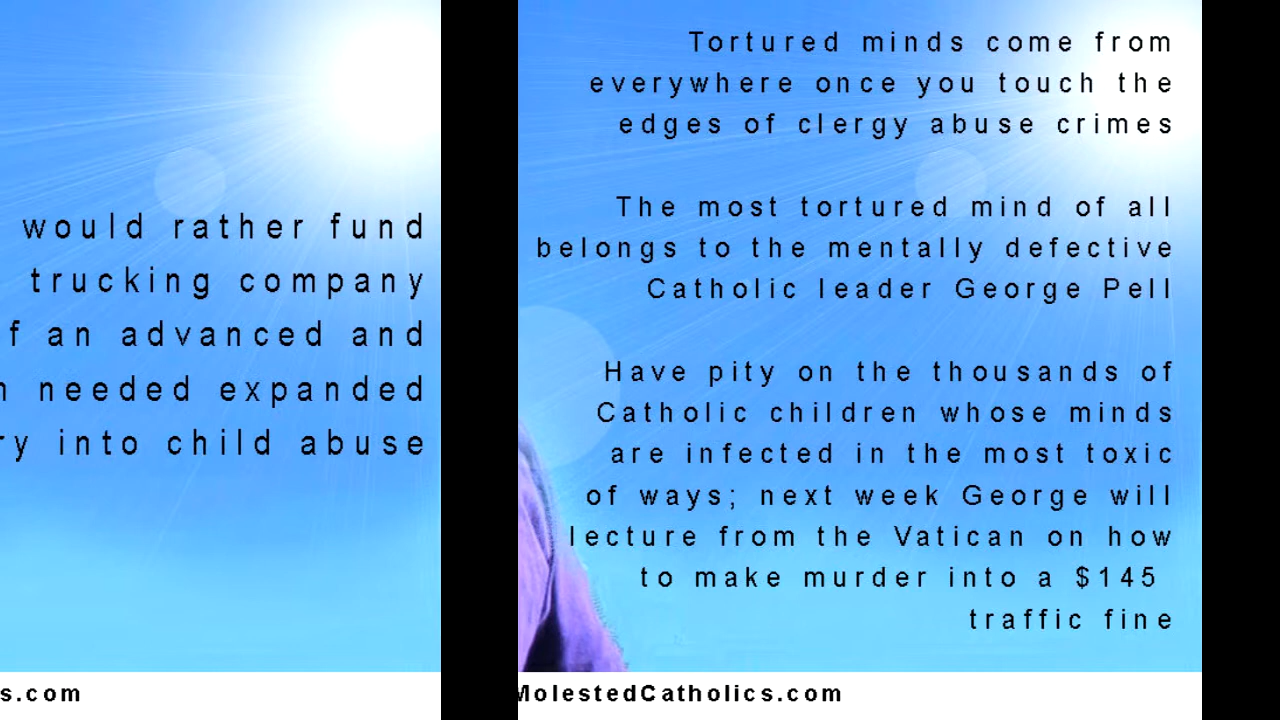 would rather fund
trucking company
f an advanced and
needed expanded
ry into child abuse
s.com
Tortured minds come from
everywhere once you touch the
edges of clergy abuse crimes
The most tortured mind of all
belongs to the mentally defective
Catholic leader George Pell
Have pity on the thousands of
Catholic children whose minds
are infected in the most toxic
of ways; next week George will
lecture from the Vatican on how
to make murder into a $145
traffic fine
MolestedCatholics.com